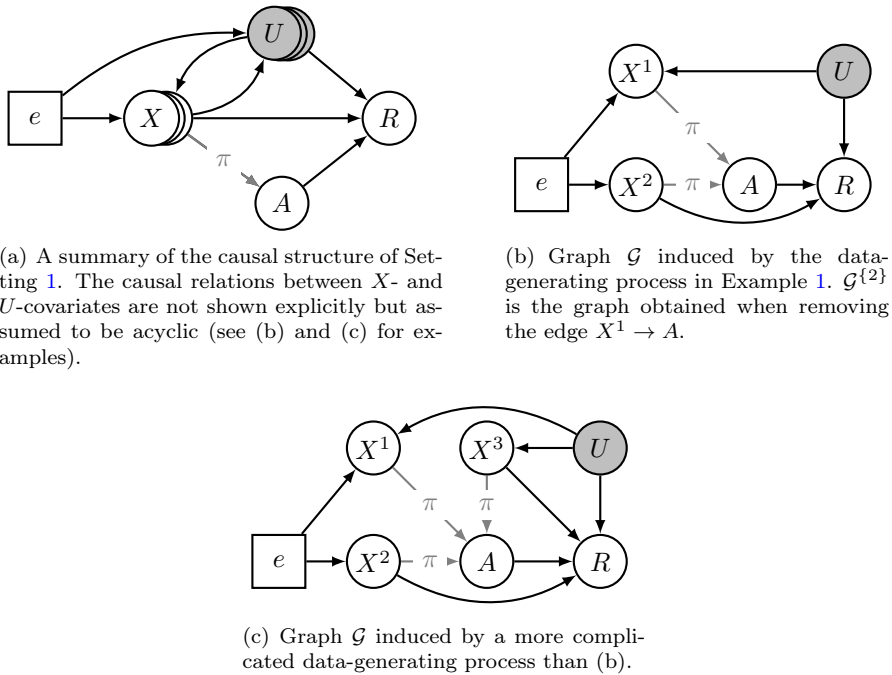 U
e
X
R
π
A
(a) A summary of the causal structure of Set-
ting 1. The causal relations between X- and
U-covariates are not shown explicitly but as-
sumed to be acyclic (see (b) and (c) for ex-
amples).
X¹
U
π
e
X²
π
A
R
(b) Graph 𝒢 induced by the data-
generating process in Example 1. 𝒢^{2}
is the graph obtained when removing
the edge X¹ → A.
X¹
X³
U
π
π
e
X²
π
A
R
(c) Graph 𝒢 induced by a more compli-
cated data-generating process than (b).